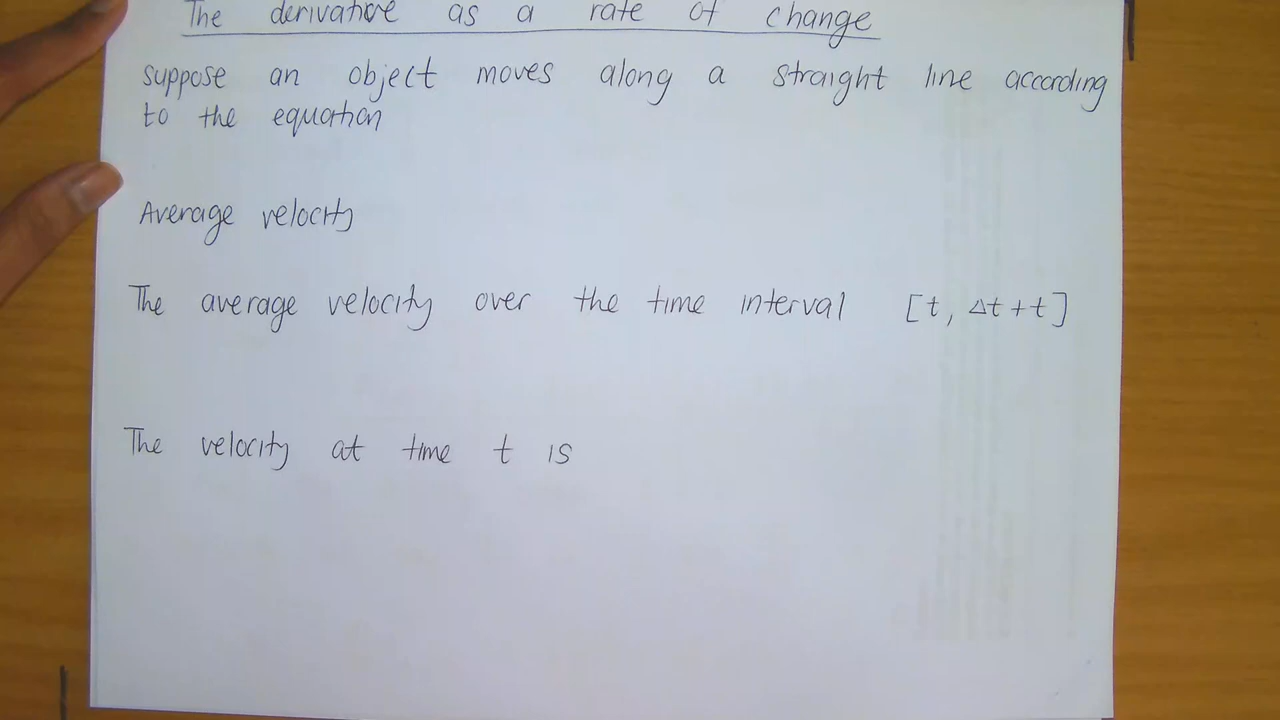 The derivative as a rate of change
suppose an object moves along a straight line according
to the equation
Average velocity
The average velocity over the time interval [t, Δt+t]
The velocity at time t is